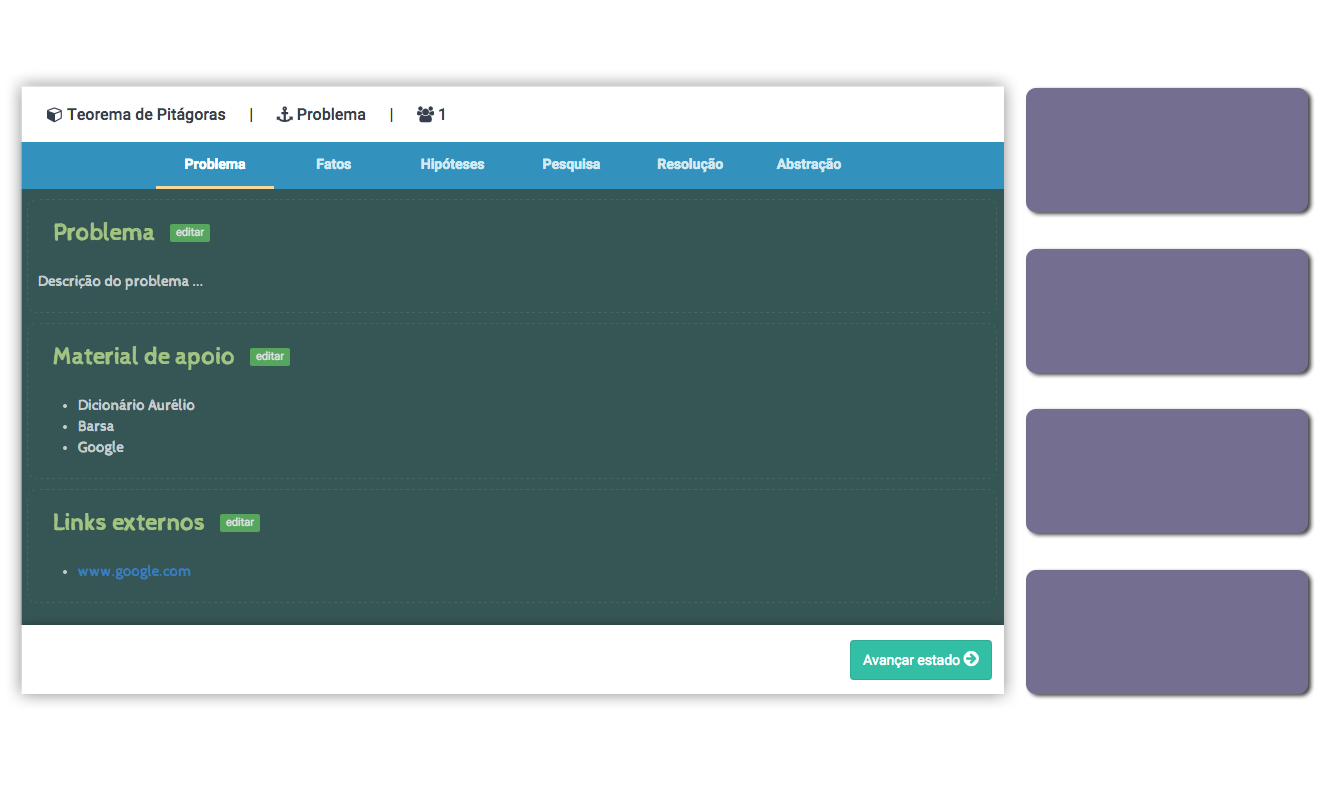 Teorema de Pitágoras | Problema | 1
Problema Fatos Hipóteses Pesquisa Resolução Abstração
Problema editar
Descrição do problema ...
Material de apoio editar
• Dicionário Aurélio
• Barsa
• Google
Links externos editar
• www.google.com
Avançar estado